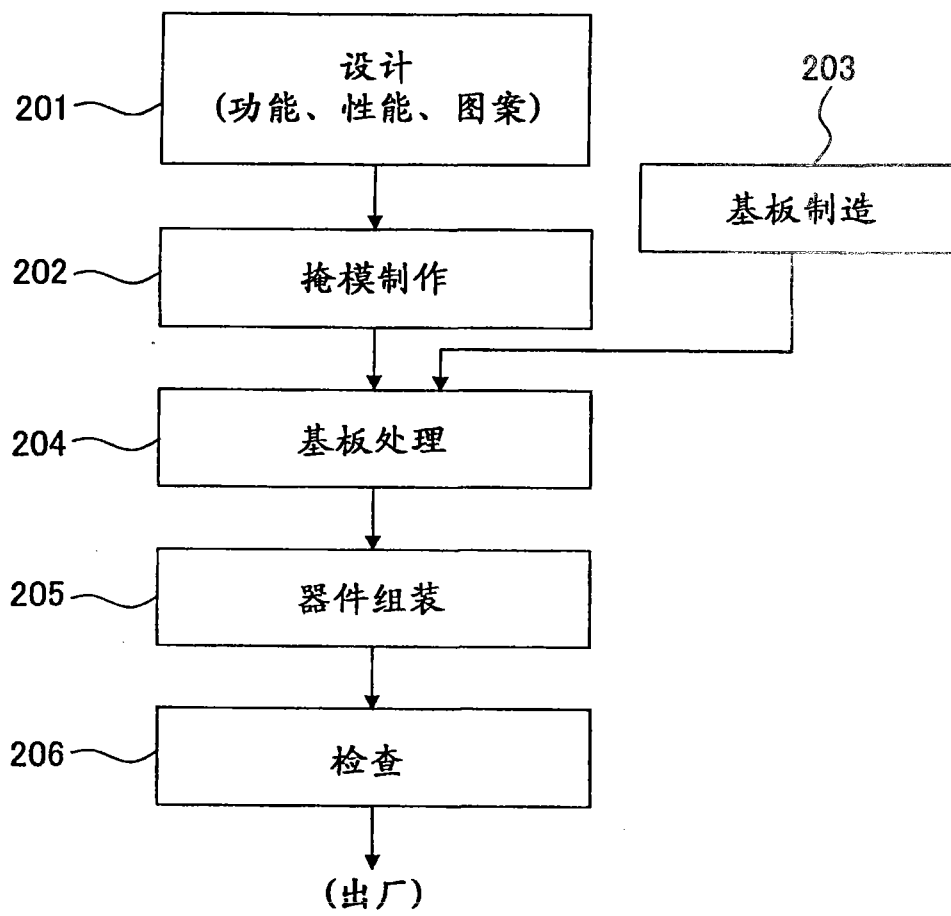 设计
(功能、性能、图案)
201
203
基板制造
202
掩模制作
204
基板处理
205
器件组装
206
检查
(出厂)